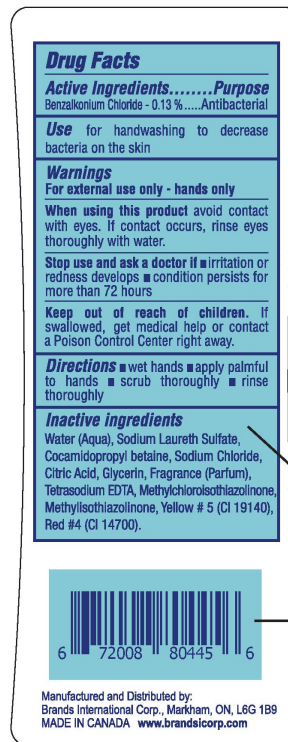 Drug Facts
Active Ingredients........Purpose
Benzalkonium Chloride - 0.13 %.....Antibacterial
Use for handwashing to decrease
bacteria on the skin
Warnings
For external use only - hands only
When using this product avoid contact
with eyes. If contact occurs, rinse eyes
thoroughly with water.
Stop use and ask a doctor if ■ irritation or
redness develops ■ condition persists for
more than 72 hours
Keep out of reach of children. If
swallowed, get medical help or contact
a Poison Control Center right away.
Directions ■ wet hands ■ apply palmful
to hands ■ scrub thoroughly ■ rinse
thoroughly
Inactive ingredients
Water (Aqua), Sodium Laureth Sulfate,
Cocamidopropyl betaine, Sodium Chloride,
Citric Acid, Glycerin, Fragrance (Parfum),
Tetrasodium EDTA, Methylchloroisothiazolinone,
Methylisothiazolinone, Yellow # 5 (CI 19140),
Red #4 (CI 14700).
6 72008 80445 6
Manufactured and Distributed by:
Brands International Corp., Markham, ON, L6G 1B9
MADE IN CANADA www.brandsicorp.com